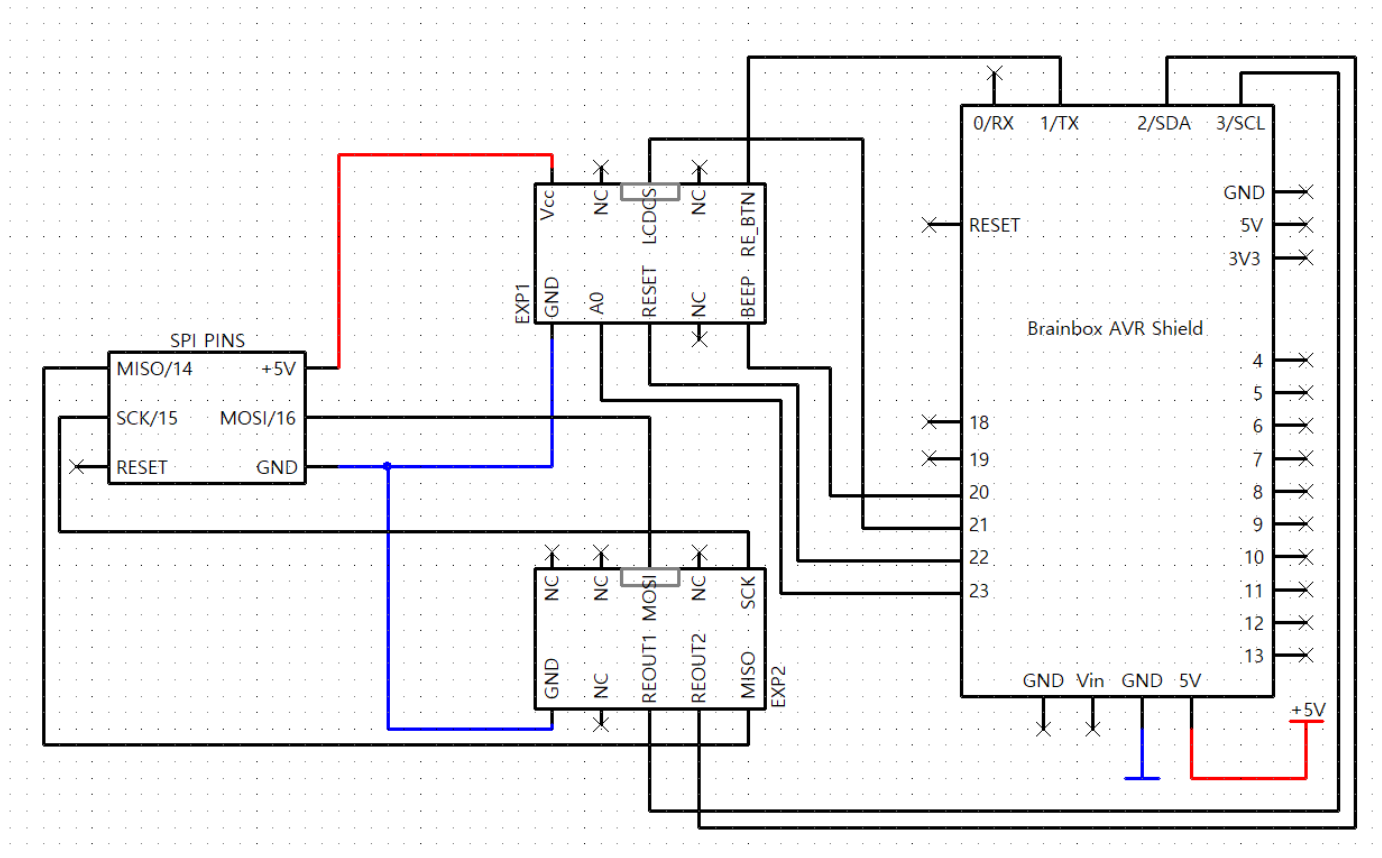 0/RX
1/TX
2/SDA
3/SCL
Vcc
NC
LCDCS
NC
RE_BTN
GND
RESET
5V
3V3
EXP1
GND
A0
RESET
NC
BEEP
Brainbox AVR Shield
SPI PINS
MISO/14
+5V
SCK/15
MOSI/16
RESET
GND
4
5
6
7
8
9
10
11
12
13
18
19
20
21
22
23
NC
NC
MOSI
NC
SCK
GND
NC
REOUT1
REOUT2
MISO
EXP2
GND
Vin
GND
5V
+5V